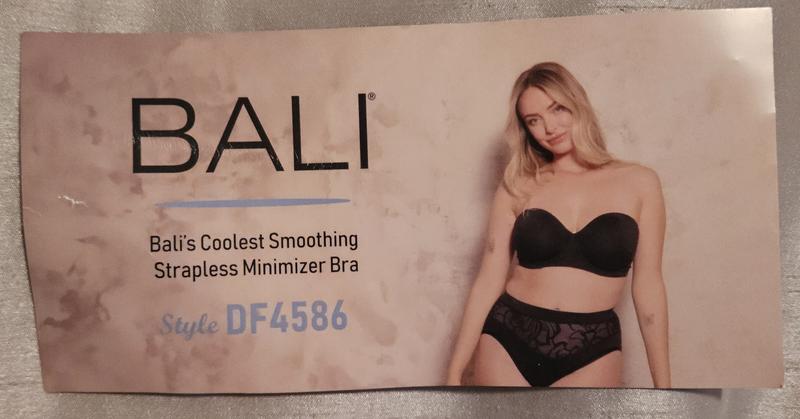 BALI®
Bali's Coolest Smoothing
Strapless Minimizer Bra
Style DF4586